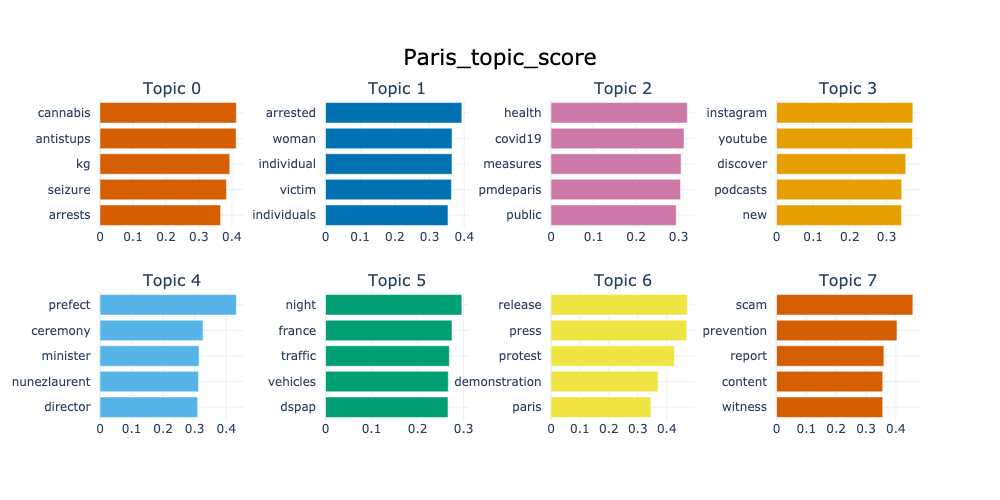 Paris_topic_score
Topic 0
cannabis
antistups
kg
seizure
arrests
0 0.1 0.2 0.3 0.4
Topic 1
arrested
woman
individual
victim
individuals
0 0.1 0.2 0.3 0.4
Topic 2
health
covid19
measures
pmdeparis
public
0 0.1 0.2 0.3
Topic 3
instagram
youtube
discover
podcasts
new
0 0.1 0.2 0.3
Topic 4
prefect
ceremony
minister
nunezlaurent
director
0 0.1 0.2 0.3 0.4
Topic 5
night
france
traffic
vehicles
dspap
0 0.1 0.2 0.3
Topic 6
release
press
protest
demonstration
paris
0 0.1 0.2 0.3 0.4
Topic 7
scam
prevention
report
content
witness
0 0.1 0.2 0.3 0.4